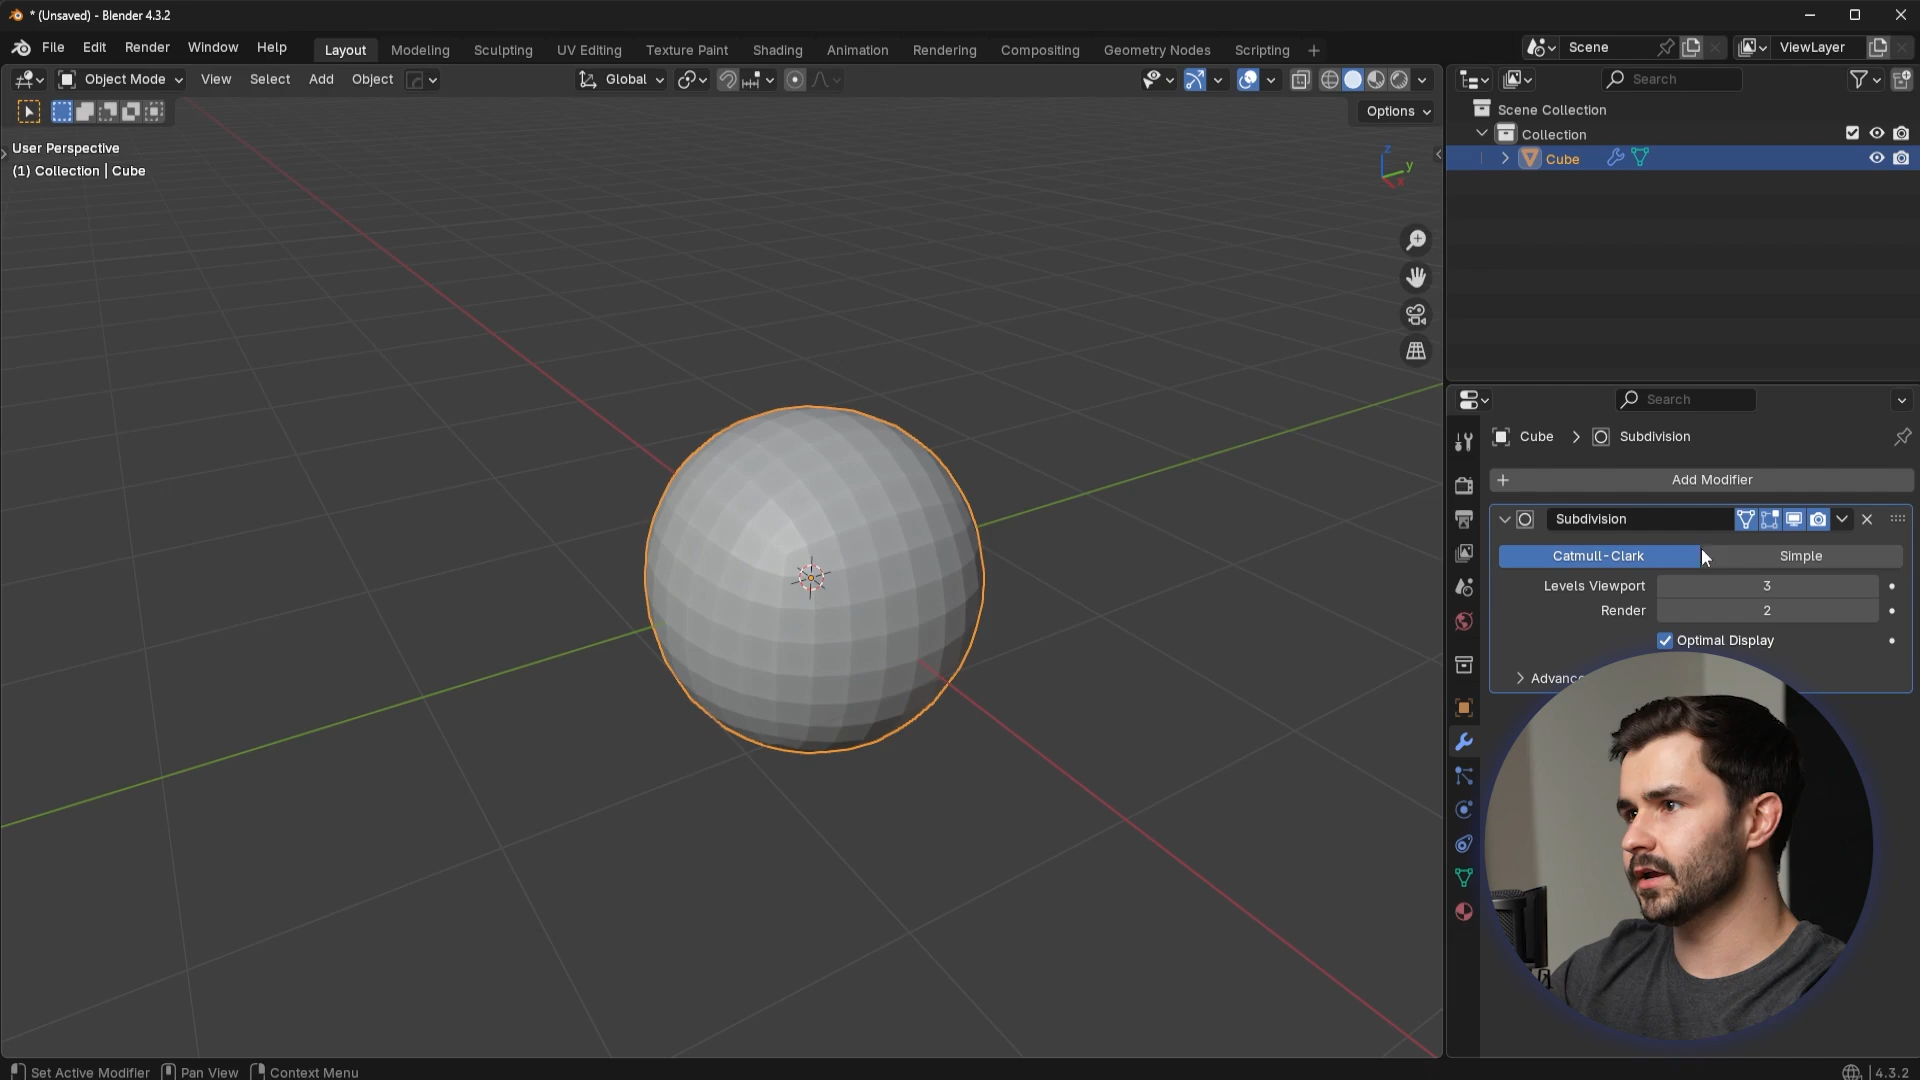 * (Unsaved) - Blender 4.3.2
File Edit Render Window Help Layout Modeling Sculpting UV Editing Texture Paint Shading Animation Rendering Compositing Geometry Nodes Scripting + Scene ViewLayer
Object Mode View Select Add Object Global Search
Options
User Perspective
(1) Collection | Cube
z
y
x
Scene Collection
Collection
Cube
Search
Cube > Subdivision
+ Add Modifier
Subdivision
Catmull-Clark Simple
Levels Viewport 3
Render 2
Optimal Display
Advanc
Set Active Modifier Pan View Context Menu 4.3.2